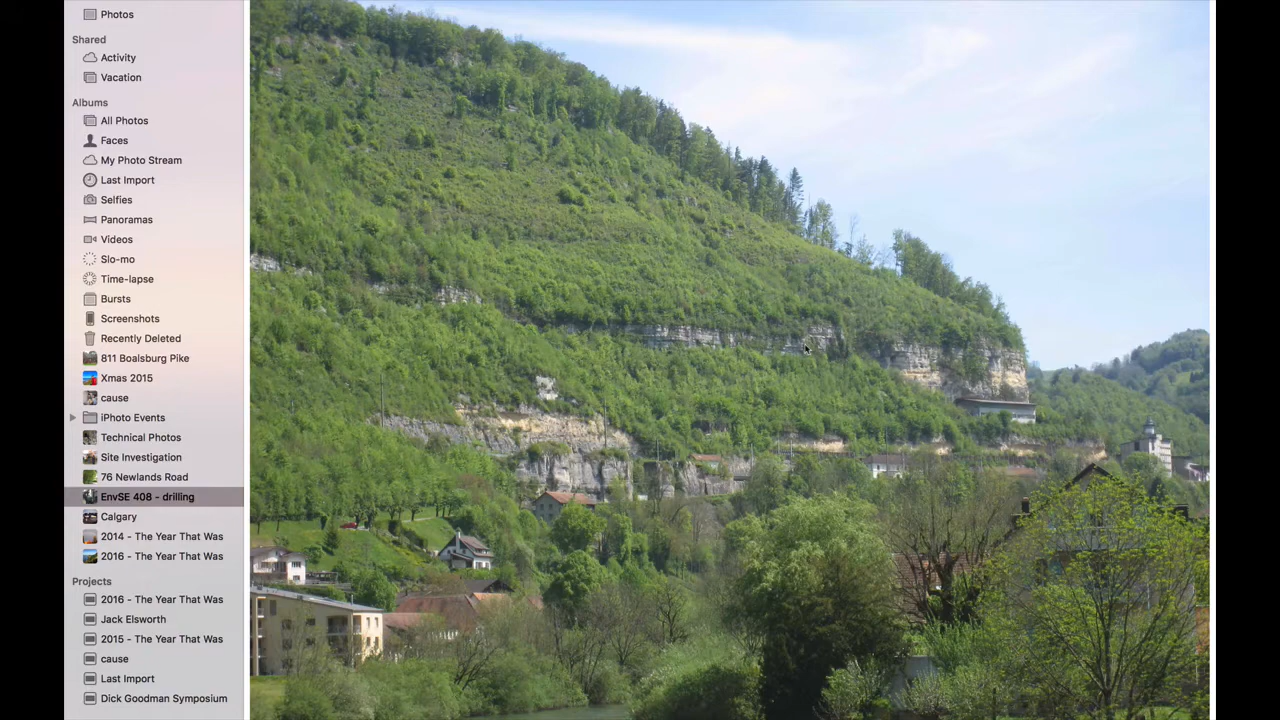 Photos
Shared
Activity
Vacation
Albums
All Photos
Faces
My Photo Stream
Last Import
Selfies
Panoramas
Videos
Slo-mo
Time-lapse
Bursts
Screenshots
Recently Deleted
811 Boalsburg Pike
Xmas 2015
cause
iPhoto Events
Technical Photos
Site Investigation
76 Newlands Road
EnvSE 408 - drilling
Calgary
2014 - The Year That Was
2016 - The Year That Was
Projects
2016 - The Year That Was
Jack Elsworth
2015 - The Year That Was
cause
Last Import
Dick Goodman Symposium